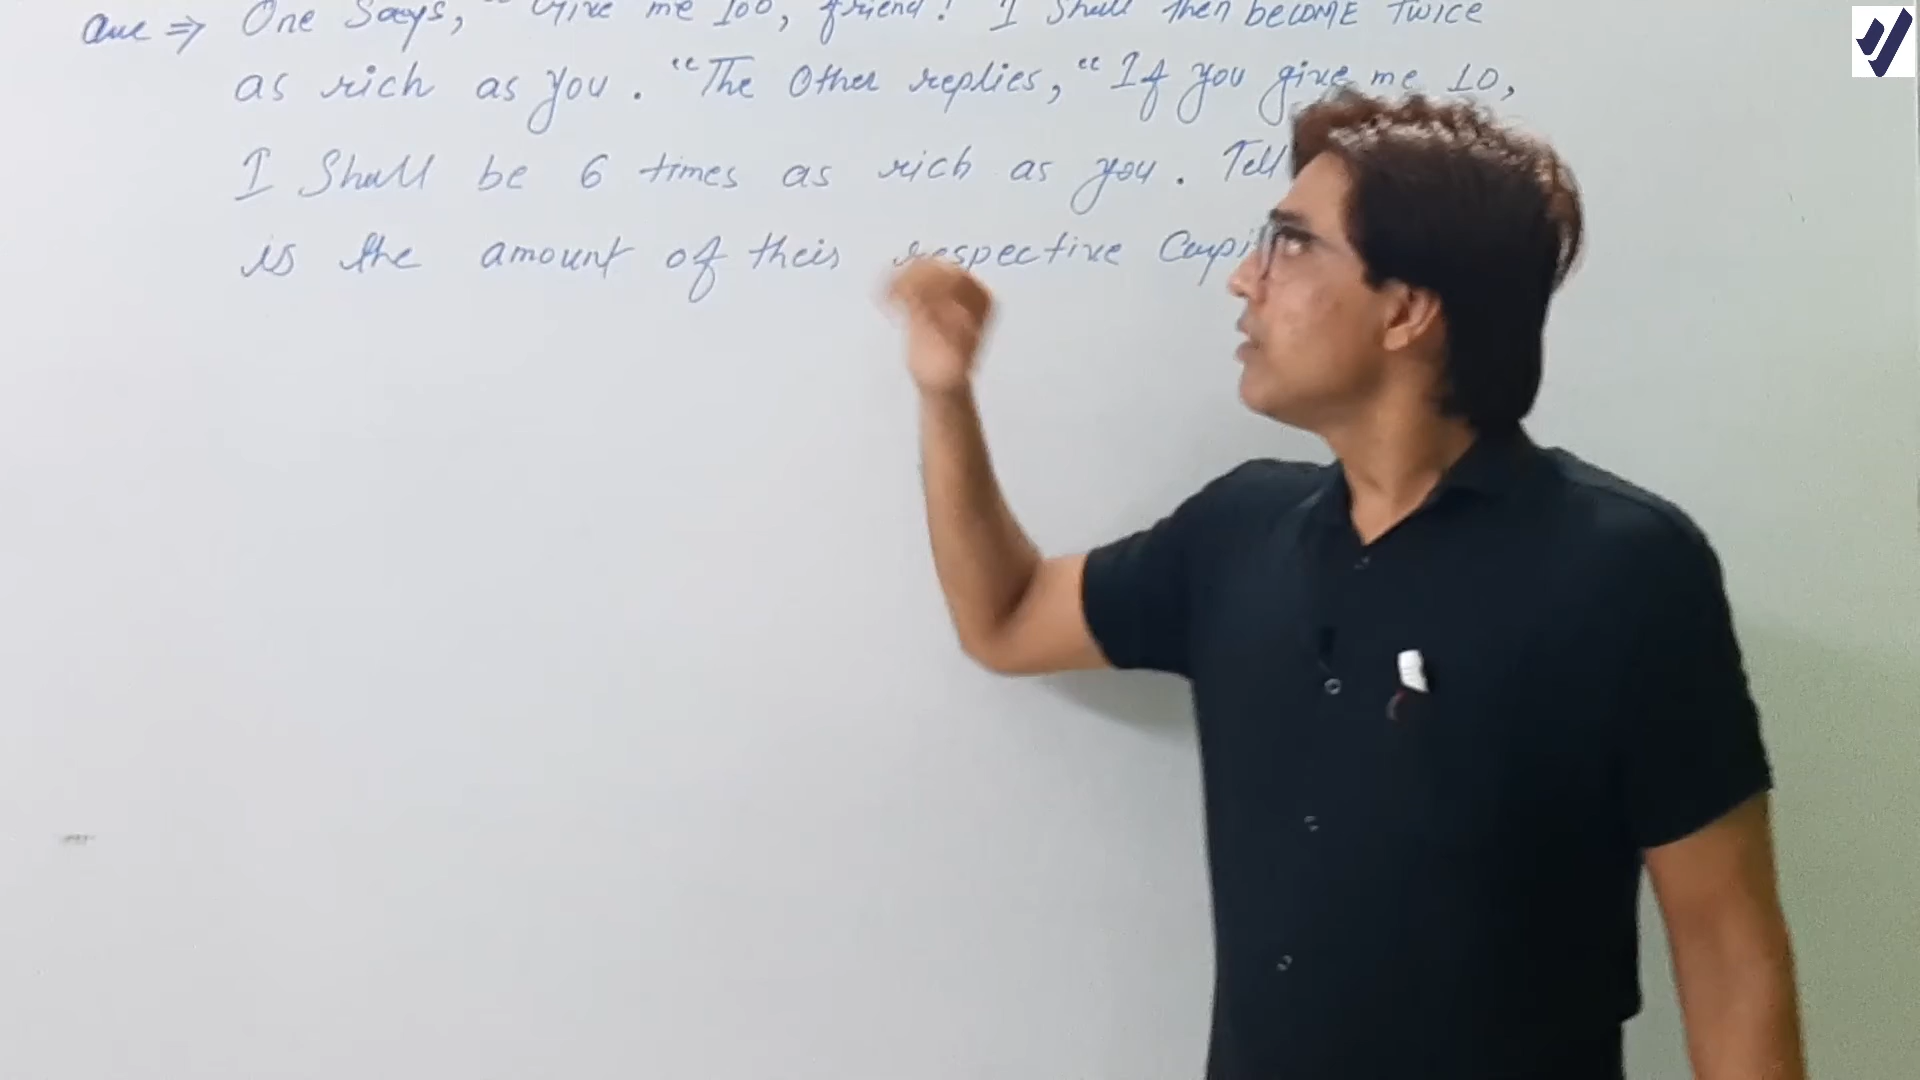 Que ⇒ One Says, " Give me 100, friend! I Shall then become twice
as rich as you . "The Other replies, " If you give me 10,
I Shall be 6 times as rich as you . Tell
is the amount of their respective Capi